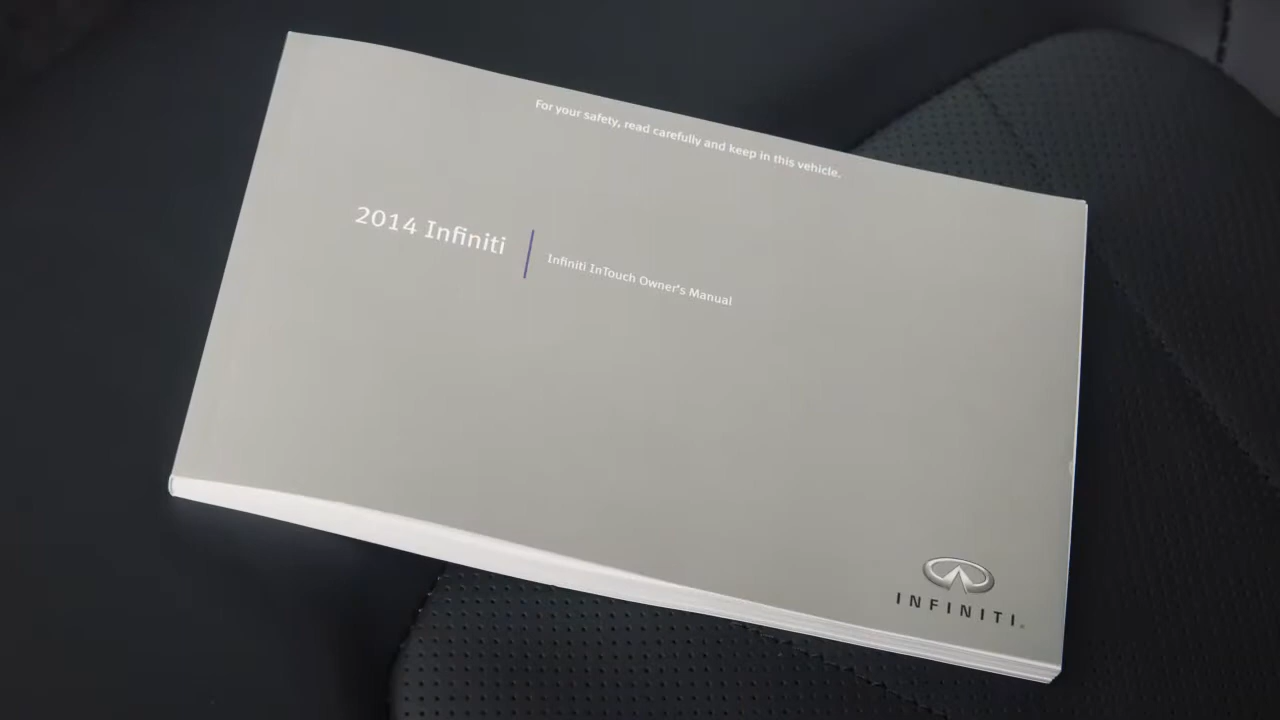 For your safety, read carefully and keep in this vehicle.
2014 Infiniti
Infiniti InTouch Owner's Manual
INFINITI®